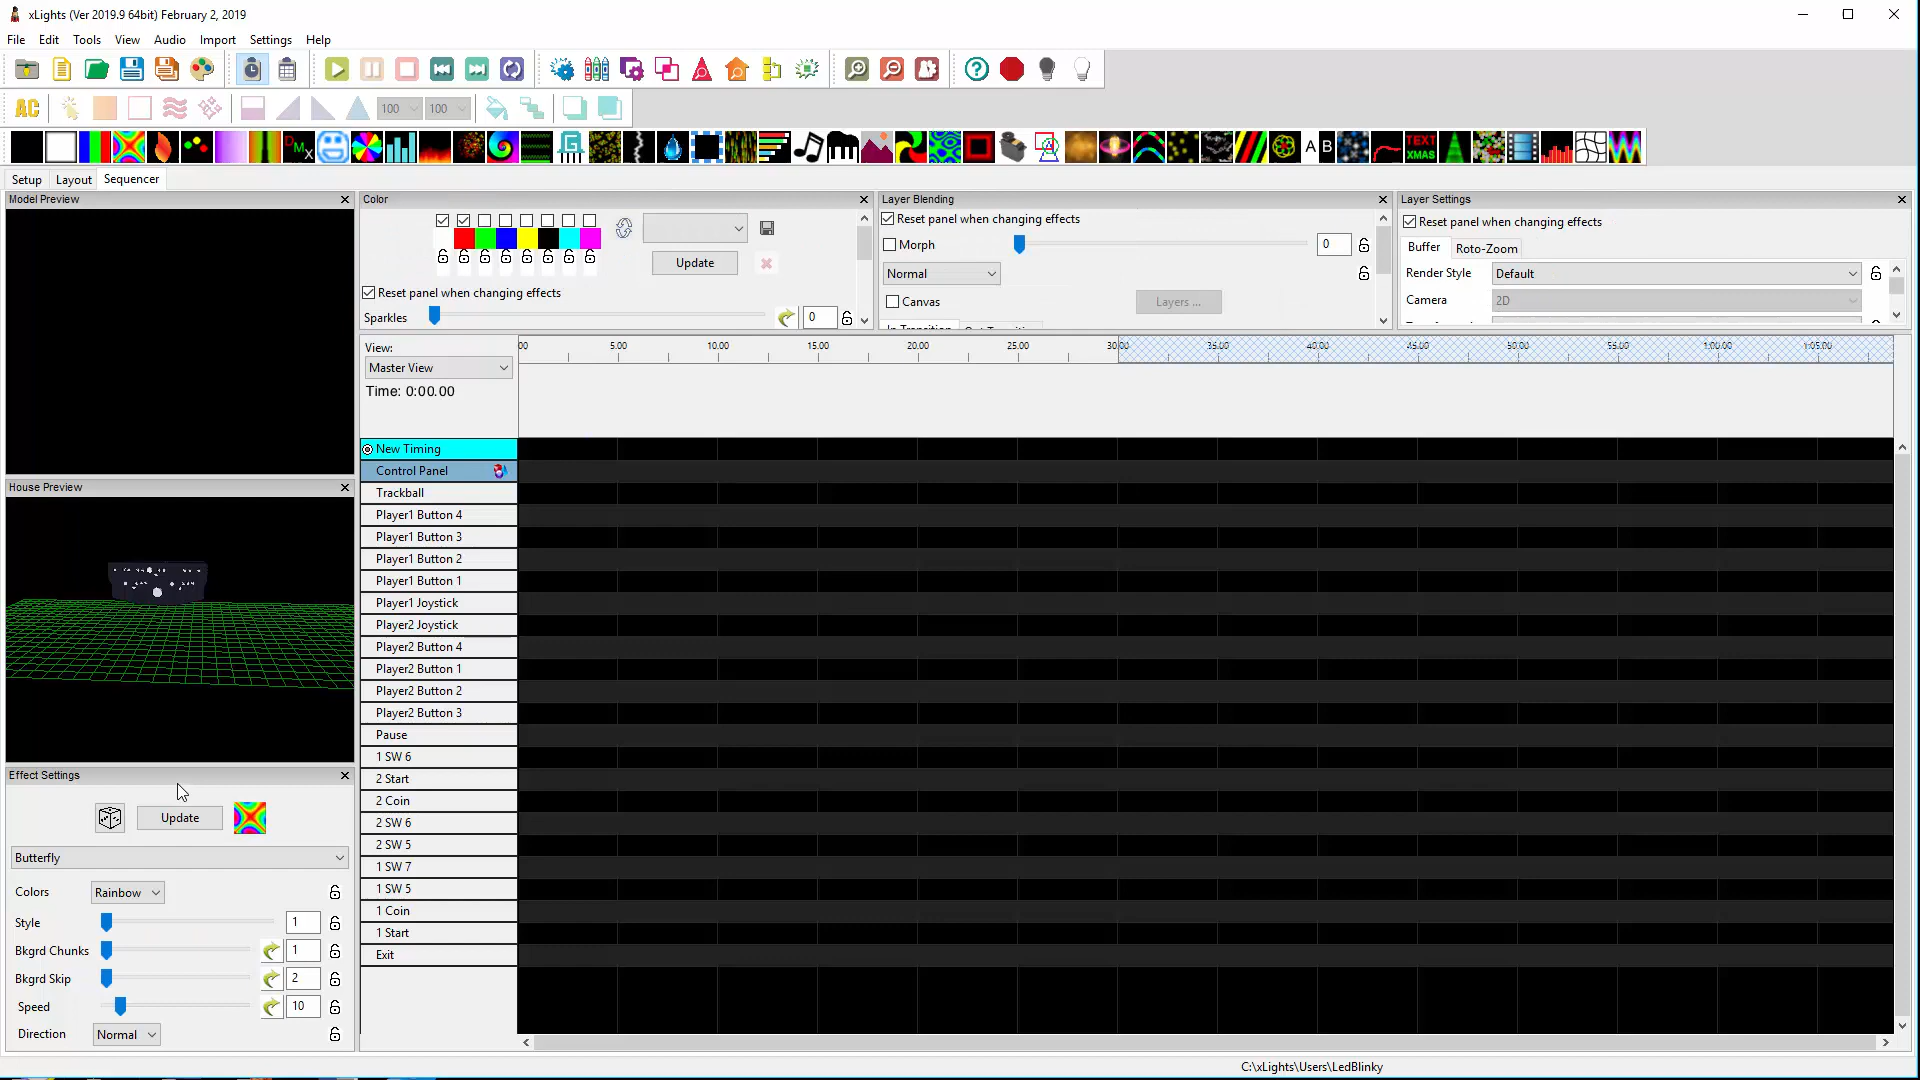 xLights (Ver 2019.9 64bit) February 2, 2019
File Edit Tools View Audio Import Settings Help
AC 100 100
DMX A B TEXT XMAS
Setup Layout Sequencer
Model Preview
Color
Layer Blending
Layer Settings
Reset panel when changing effects
Reset panel when changing effects
Morph 0
Buffer Roto-Zoom
Update
Normal
Render Style Default
Reset panel when changing effects
Canvas Layers ...
Camera 2D
Sparkles 0
View:
5.00 10.00 15.00 20.00 25.00 30.00 35.00 40.00 45.00 50.00 55.00 1:00.00 1:05.00
Master View
Time: 0:00.00
New Timing
Control Panel
House Preview
Trackball
Player1 Button 4
Player1 Button 3
Player1 Button 2
Player1 Button 1
Player1 Joystick
Player2 Joystick
Player2 Button 4
Player2 Button 1
Player2 Button 2
Player2 Button 3
Pause
1 SW 6
2 Start
2 Coin
2 SW 6
2 SW 5
1 SW 7
1 SW 5
1 Coin
1 Start
Exit
Effect Settings
Update
Butterfly
Colors Rainbow
Style 1
Bkgrd Chunks 1
Bkgrd Skip 2
Speed 10
Direction Normal
C:\xLights\Users\LedBlinky